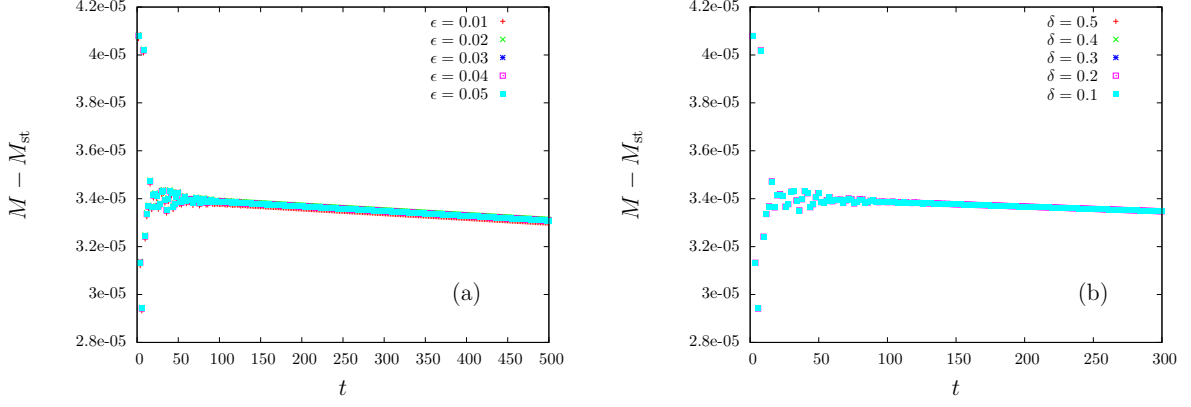 4.2e-05
4e-05
3.8e-05
3.6e-05
3.4e-05
3.2e-05
3e-05
2.8e-05
M − M_st
ϵ = 0.01
ϵ = 0.02
ϵ = 0.03
ϵ = 0.04
ϵ = 0.05
(a)
0 50 100 150 200 250 300 350 400 450 500
t
4.2e-05
4e-05
3.8e-05
3.6e-05
3.4e-05
3.2e-05
3e-05
2.8e-05
M − M_st
δ = 0.5
δ = 0.4
δ = 0.3
δ = 0.2
δ = 0.1
(b)
0 50 100 150 200 250 300
t